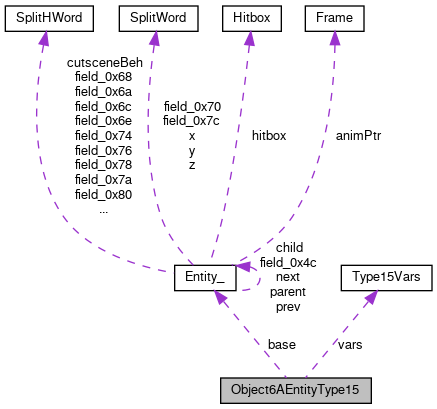 SplitHWord
SplitWord
Hitbox
Frame
cutsceneBeh
field_0x68
field_0x6a
field_0x6c
field_0x6e
field_0x74
field_0x76
field_0x78
field_0x7a
field_0x80
...
field_0x70
field_0x7c
x
y
z
hitbox
animPtr
child
field_0x4c
next
parent
prev
Entity_
Type15Vars
base
vars
Object6AEntityType15